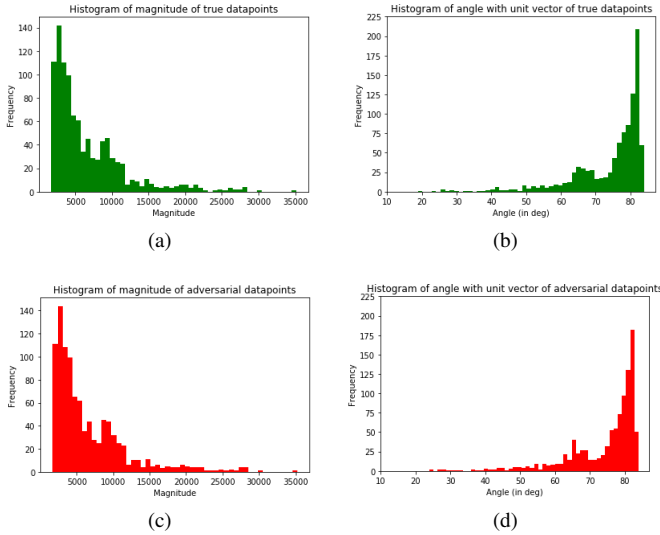 Histogram of magnitude of true datapoints
140
120
100
80
60
40
20
0
Frequency
5000 10000 15000 20000 25000 30000 35000
Magnitude
(a)
Histogram of angle with unit vector of true datapoints
225
200
175
150
125
100
75
50
25
0
Frequency
10 20 30 40 50 60 70 80
Angle (in deg)
(b)
Histogram of magnitude of adversarial datapoints
140
120
100
80
60
40
20
0
Frequency
5000 10000 15000 20000 25000 30000 35000
Magnitude
(c)
Histogram of angle with unit vector of adversarial datapoints
225
200
175
150
125
100
75
50
25
0
Frequency
10 20 30 40 50 60 70 80
Angle (in deg)
(d)